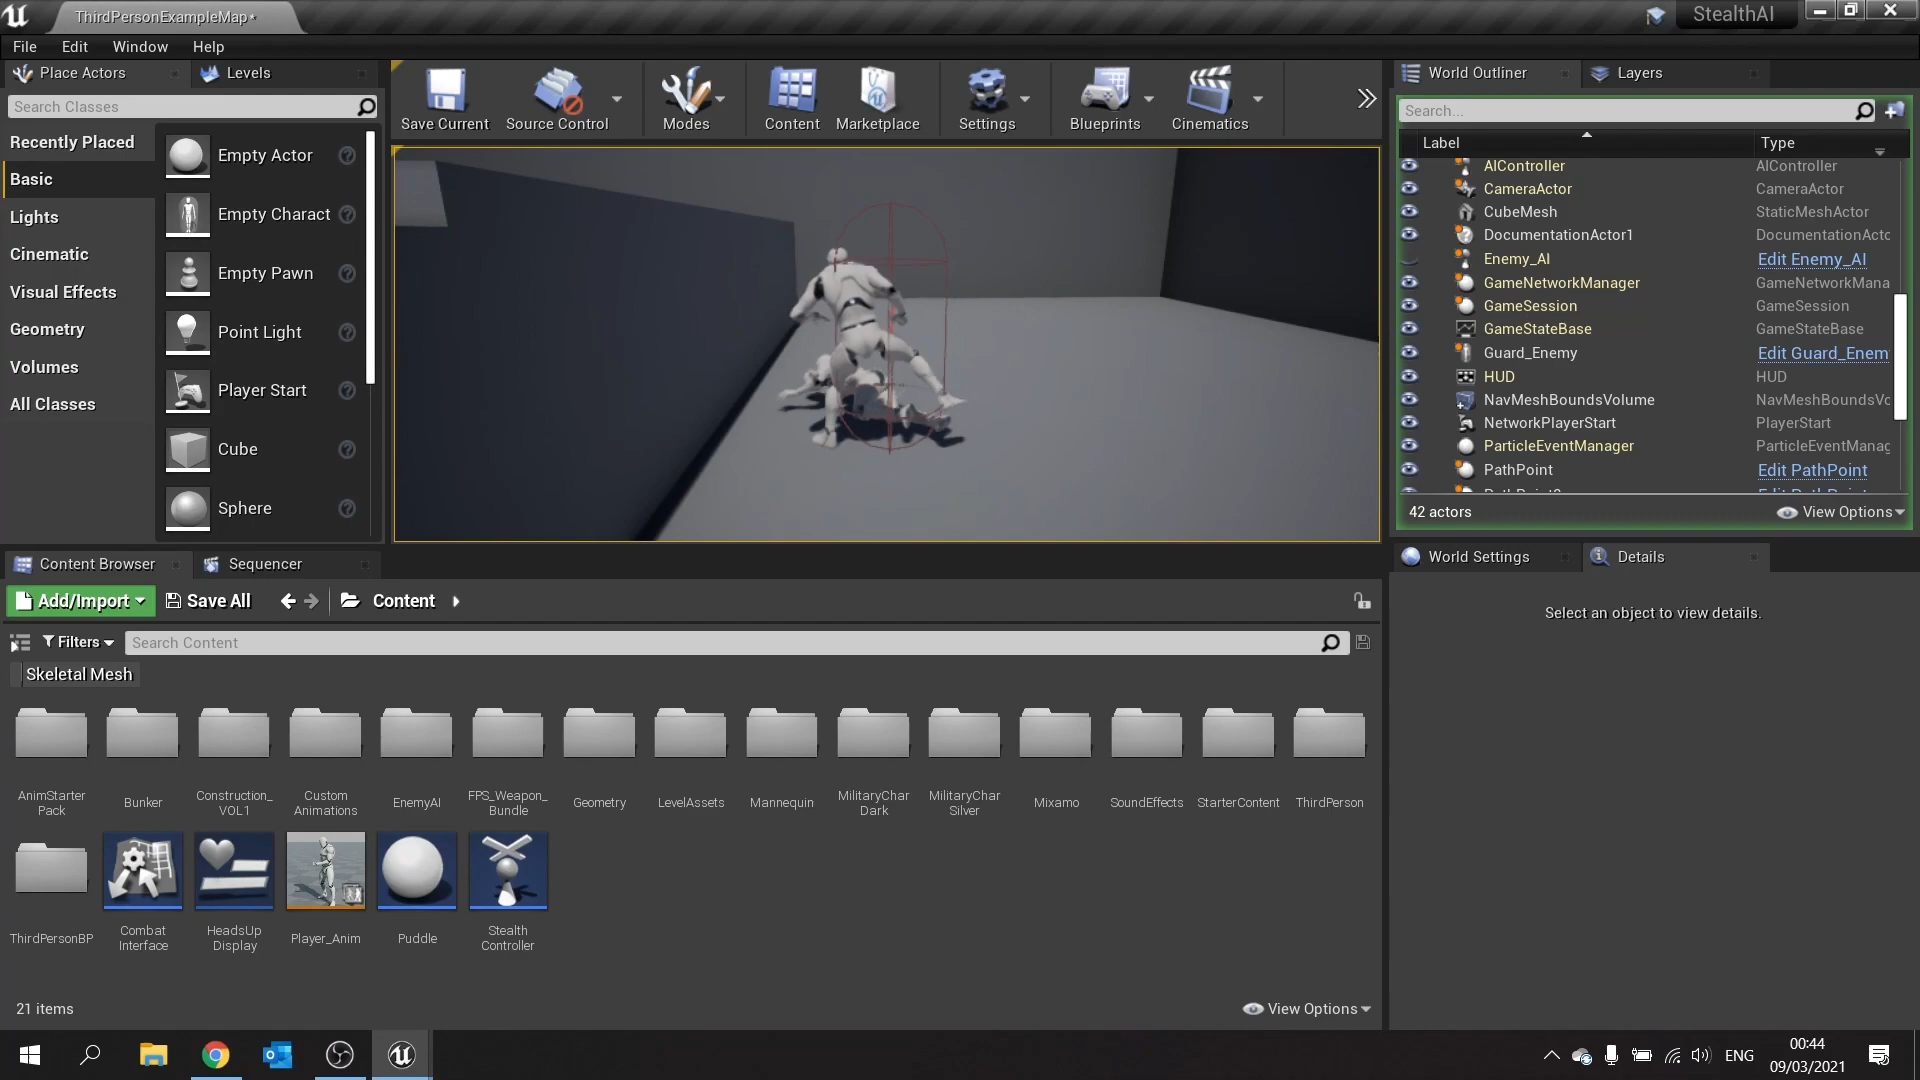 ThirdPersonExampleMap*
StealthAI
File Edit Window Help
Place Actors
Levels
Search Classes
Recently Placed
Basic
Lights
Cinematic
Visual Effects
Geometry
Volumes
All Classes
Empty Actor
Empty Charact
Empty Pawn
Point Light
Player Start
Cube
Sphere
Save Current
Source Control
Modes
Content
Marketplace
Settings
Blueprints
Cinematics
World Outliner
Layers
Search...
Label Type
AIController AIController
CameraActor CameraActor
CubeMesh StaticMeshActor
DocumentationActor1 DocumentationActo
Enemy_AI Edit Enemy_AI
GameNetworkManager GameNetworkMana
GameSession GameSession
GameStateBase GameStateBase
Guard_Enemy Edit Guard_Enem
HUD HUD
NavMeshBoundsVolume NavMeshBoundsVo
NetworkPlayerStart PlayerStart
ParticleEventManager ParticleEventManag
PathPoint Edit PathPoint
42 actors
View Options
World Settings
Details
Select an object to view details.
Content Browser
Sequencer
Add/Import
Save All
Content
Filters
Search Content
Skeletal Mesh
AnimStarter
Pack
Bunker
Construction_
VOL1
Custom
Animations
EnemyAI
FPS_Weapon_
Bundle
Geometry
LevelAssets
Mannequin
MilitaryChar
Dark
MilitaryChar
Silver
Mixamo
SoundEffects
StarterContent
ThirdPerson
ThirdPersonBP
Combat
Interface
HeadsUp
Display
Player_Anim
Puddle
Stealth
Controller
21 items
View Options
ENG
00:44
09/03/2021